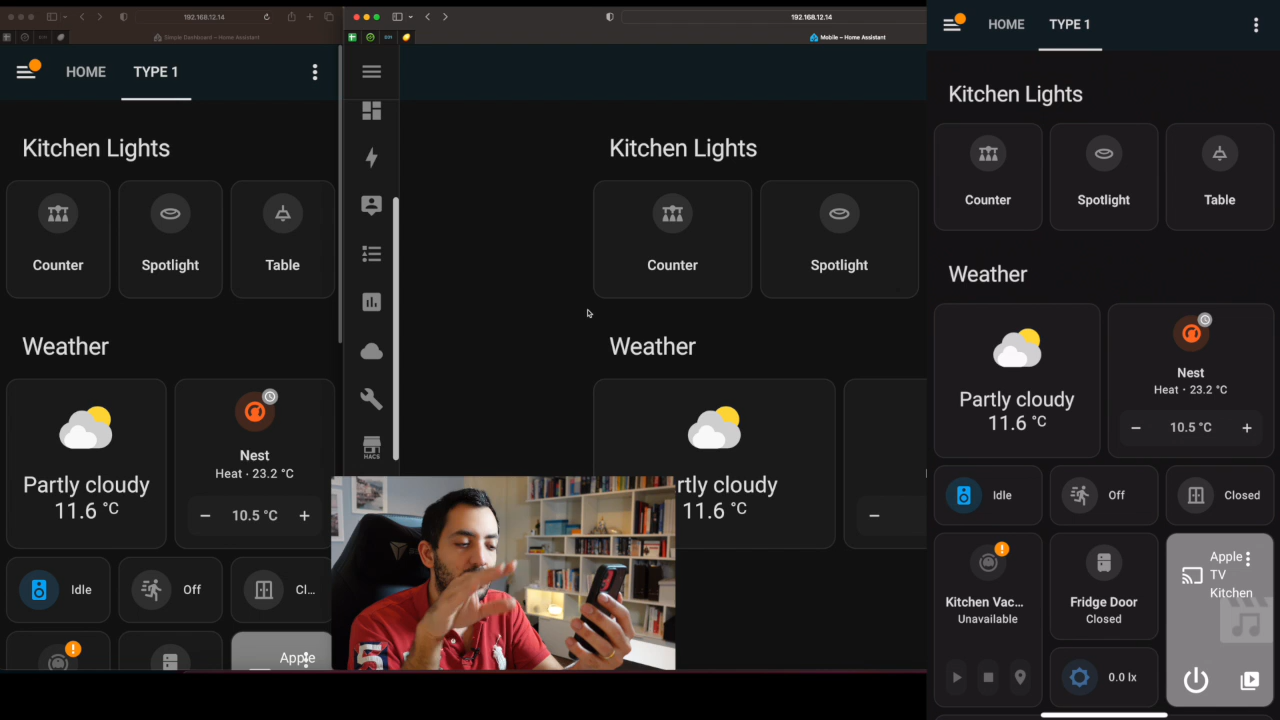 192.168.12.14
Simple Dashboard – Home Assistant
HOME
TYPE 1
Kitchen Lights
Counter
Spotlight
Table
Weather
Partly cloudy
11.6 °C
Nest
Heat · 23.2 °C
− 10.5 °C +
Idle
Off
Cl...
Apple
192.168.12.14
Mobile – Home Assistant
HACS
Kitchen Lights
Counter
Spotlight
Weather
rtly cloudy
11.6 °C
−
HOME
TYPE 1
Kitchen Lights
Counter
Spotlight
Table
Weather
Partly cloudy
11.6 °C
Nest
Heat · 23.2 °C
− 10.5 °C +
Idle
Off
Closed
Kitchen Vac...
Unavailable
Fridge Door
Closed
Apple
TV
Kitchen
0.0 lx